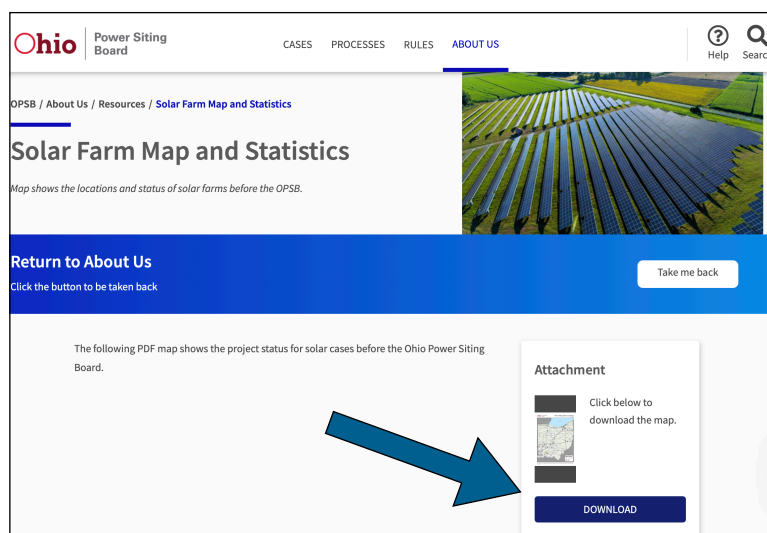 Ohio Power Siting
Board
CASES PROCESSES RULES ABOUT US
Help Searc
OPSB / About Us / Resources / Solar Farm Map and Statistics
Solar Farm Map and Statistics
Map shows the locations and status of solar farms before the OPSB.
Return to About Us
Click the button to be taken back
Take me back
The following PDF map shows the project status for solar cases before the Ohio Power Siting
Board.
Attachment
Click below to
download the map.
DOWNLOAD